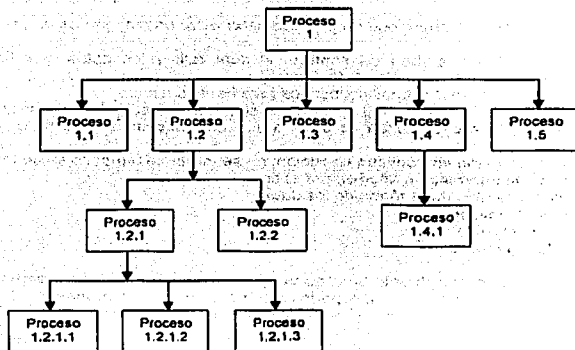 Proceso
1
Proceso
1.1
Proceso
1.2
Proceso
1.3
Proceso
1.4
Proceso
1.5
Proceso
1.2.1
Proceso
1.2.2
Proceso
1.4.1
Proceso
1.2.1.1
Proceso
1.2.1.2
Proceso
1.2.1.3